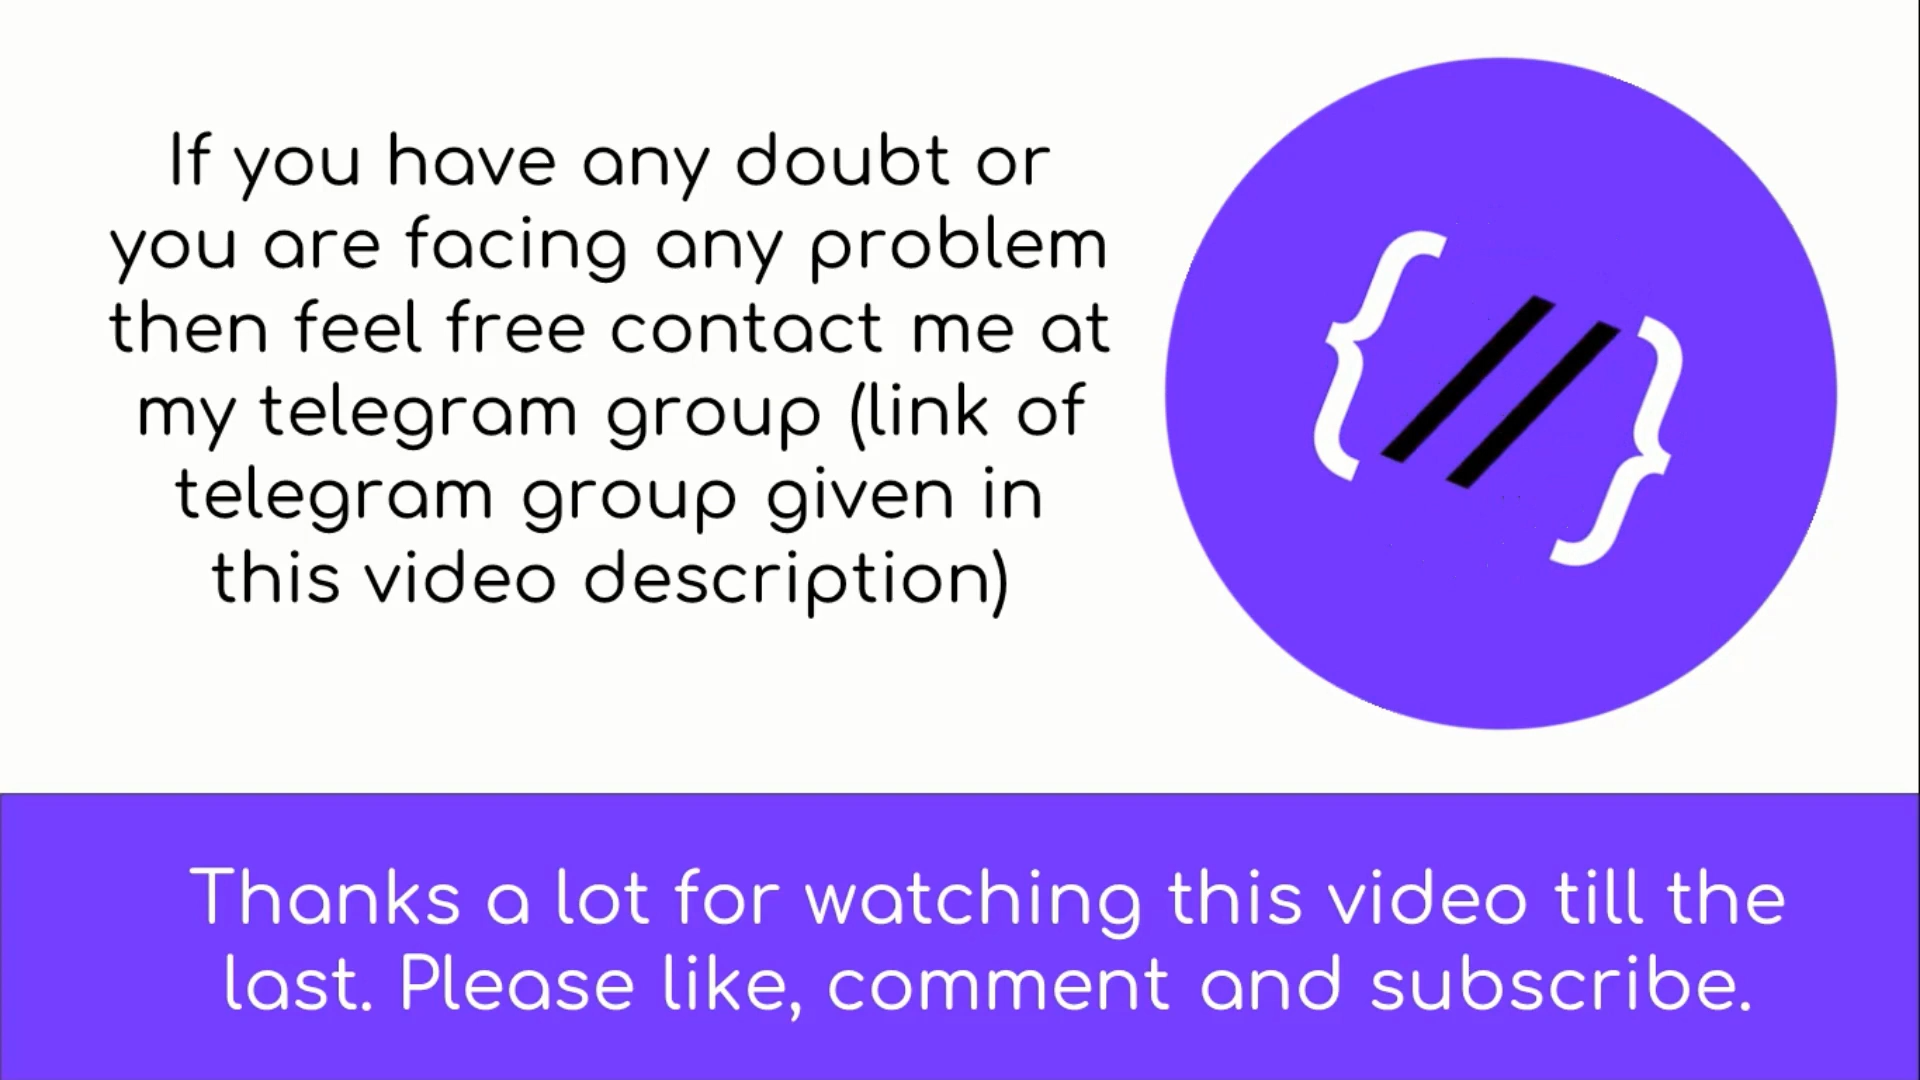 If you have any doubt or
you are facing any problem
then feel free contact me at
my telegram group (link of
telegram group given in
this video description)
{//}
Thanks a lot for watching this video till the
last. Please like, comment and subscribe.